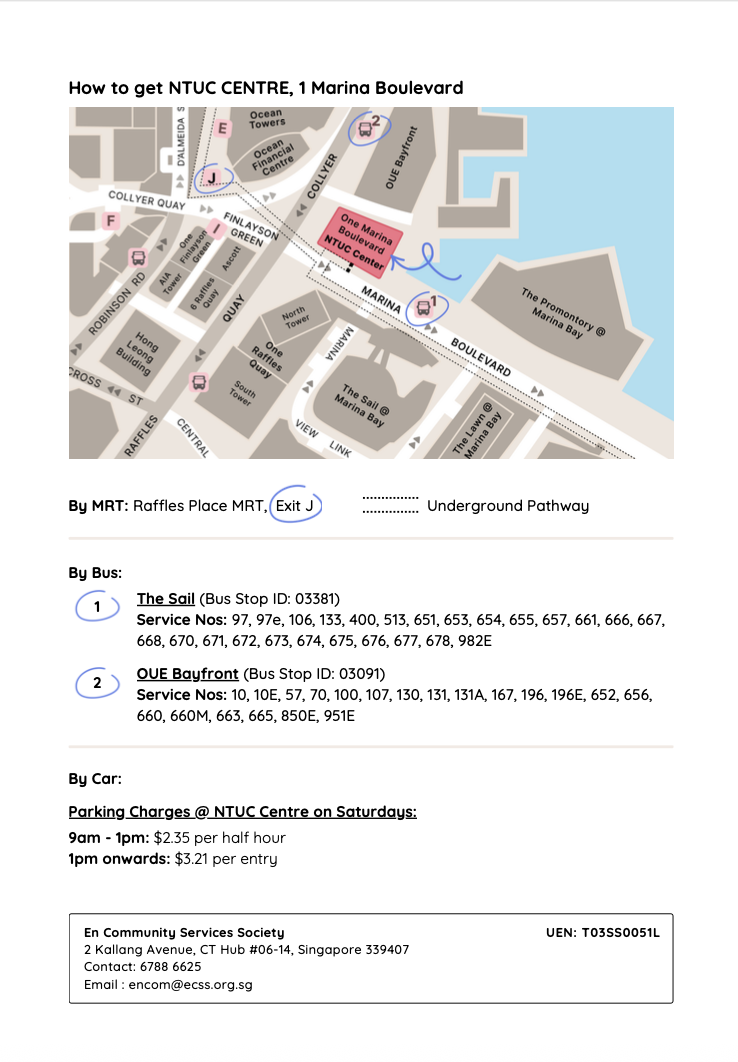 How to get NTUC CENTRE, 1 Marina Boulevard
D'ALMEIDA S
E
Ocean
Towers
2
J
Ocean
Financial
Centre
COLLYER
OUE Bayfront
COLLYER QUAY
F
I
FINLAYSON
GREEN
One Marina
Boulevard
NTUC Center
One
Finlayson
Green
AIA
Tower
Ascott
6 Raffles
Quay
ROBINSON RD
QUAY
MARINA
1
BOULEVARD
The Promontory @
Marina Bay
North
Tower
One
Raffles
Quay
South
Tower
MARINA
Hong
Leong
Building
CROSS
ST
RAFFLES
CENTRAL
VIEW
LINK
The Sail @
Marina Bay
The Lawn @
Marina Bay
By MRT: Raffles Place MRT, Exit J
Underground Pathway
By Bus:
1
The Sail (Bus Stop ID: 03381)
Service Nos: 97, 97e, 106, 133, 400, 513, 651, 653, 654, 655, 657, 661, 666, 667,
668, 670, 671, 672, 673, 674, 675, 676, 677, 678, 982E
2
OUE Bayfront (Bus Stop ID: 03091)
Service Nos: 10, 10E, 57, 70, 100, 107, 130, 131, 131A, 167, 196, 196E, 652, 656,
660, 660M, 663, 665, 850E, 951E
By Car:
Parking Charges @ NTUC Centre on Saturdays:
9am - 1pm: $2.35 per half hour
1pm onwards: $3.21 per entry
En Community Services Society
UEN: T03SS0051L
2 Kallang Avenue, CT Hub #06-14, Singapore 339407
Contact: 6788 6625
Email : encom@ecss.org.sg